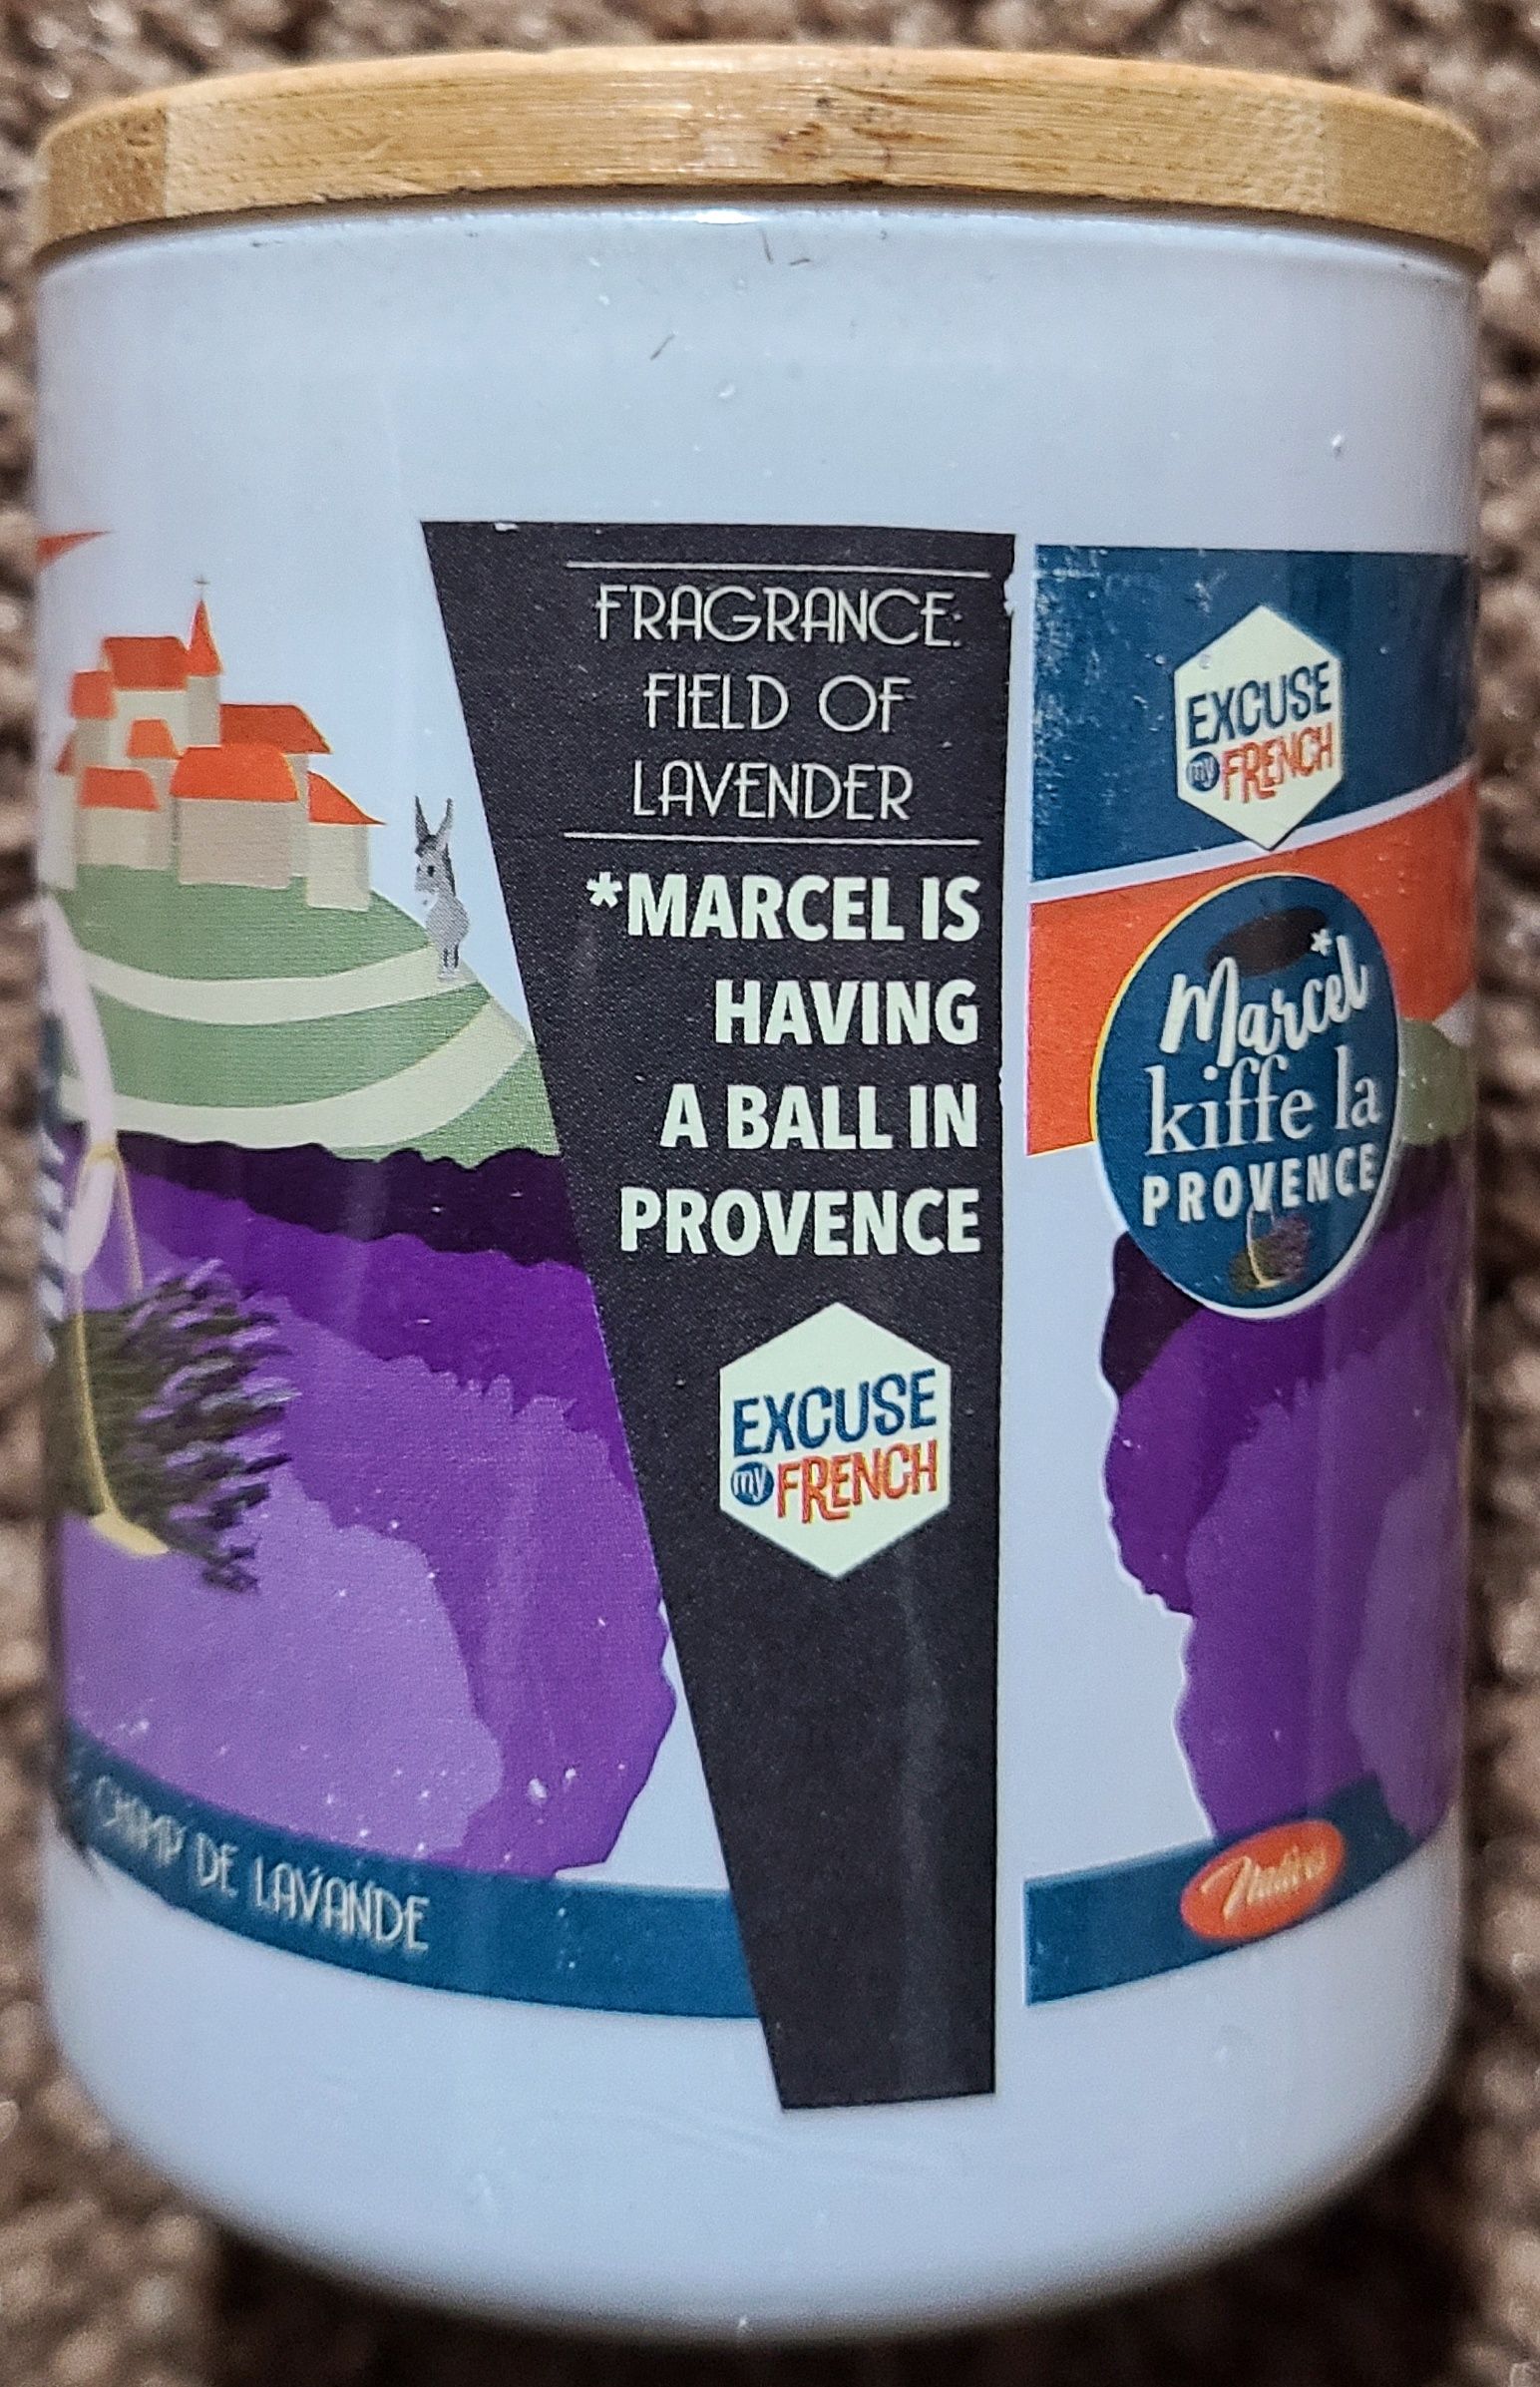 FRAGRANCE:
FIELD OF
LAVENDER
*MARCEL IS
HAVING
A BALL IN
PROVENCE
EXCUSE
my FRENCH
CHAMP DE LAVANDE
EXCUSE
my FRENCH
Marcel*
kiffe la
PROVENCE
Natives